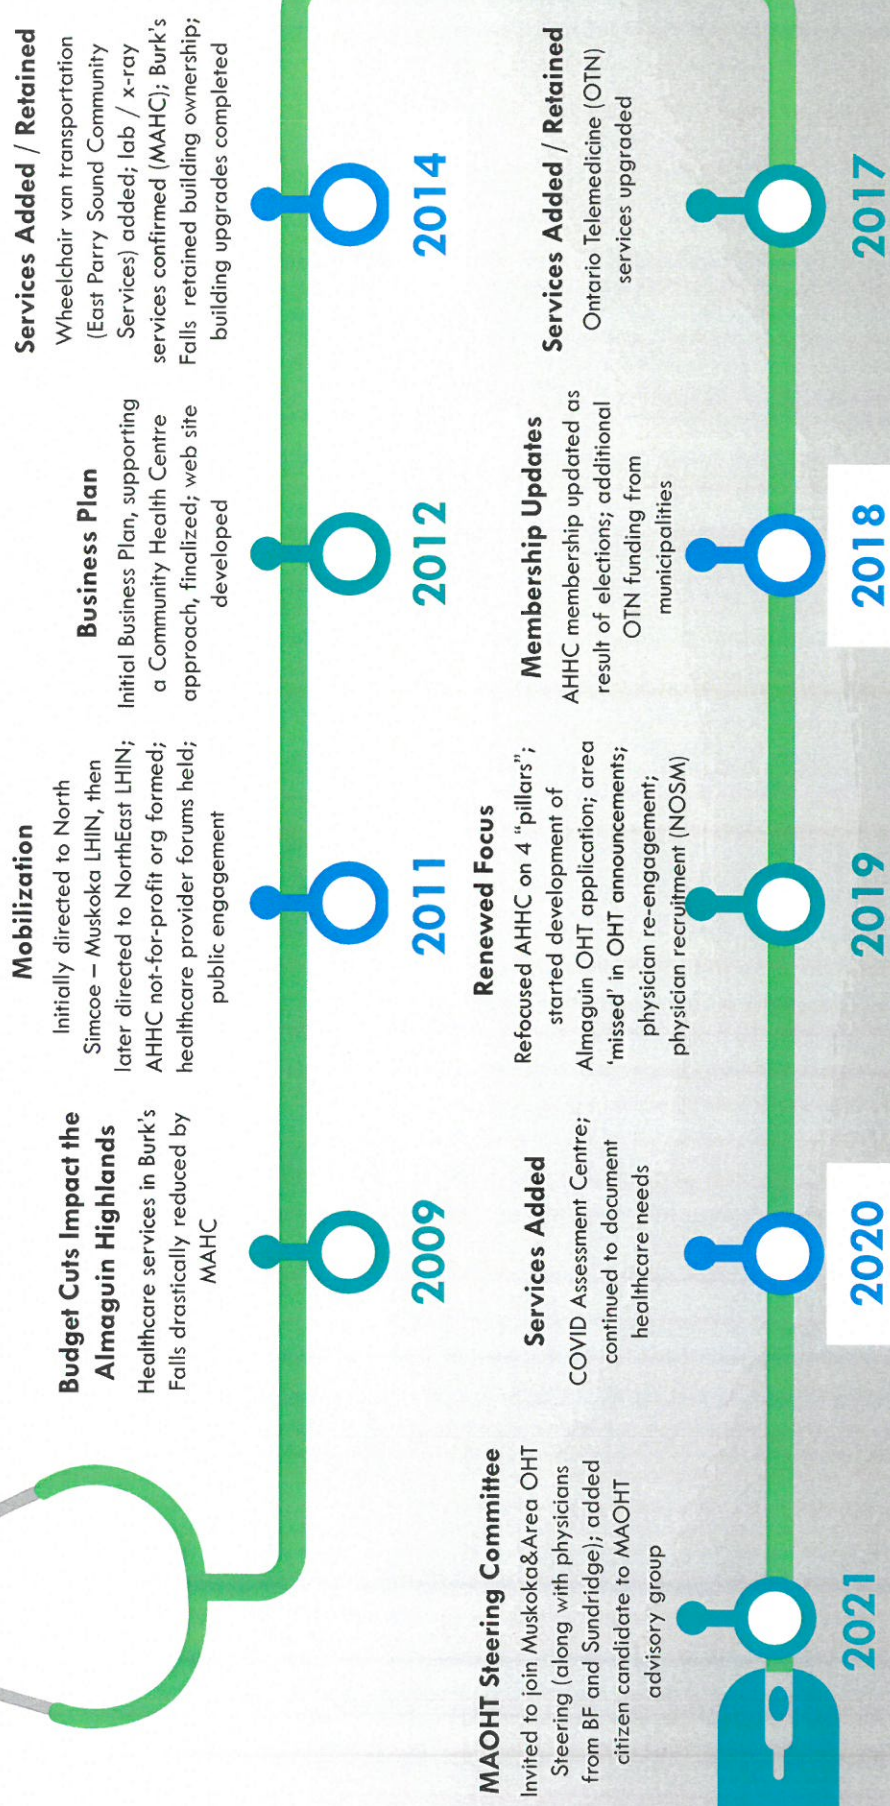 Budget Cuts Impact the
Almaguin Highlands
Healthcare services in Burk's
Falls drastically reduced by
MAHC
2009
Mobilization
Initially directed to North
Simcoe – Muskoka LHIN, then
later directed to NorthEast LHIN;
AHHC not-for-profit org formed;
healthcare provider forums held;
public engagement
2011
Business Plan
Initial Business Plan, supporting
a Community Health Centre
approach, finalized; web site
developed
2012
Services Added / Retained
Wheelchair van transportation
(East Parry Sound Community
Services) added; lab / x-ray
services confirmed (MAHC); Burk's
Falls retained building ownership;
building upgrades completed
2014
MAOHT Steering Committee
Invited to join Muskoka&Area OHT
Steering (along with physicians
from BF and Sundridge); added
citizen candidate to MAOHT
advisory group
2021
Services Added
COVID Assessment Centre;
continued to document
healthcare needs
2020
Renewed Focus
Refocused AHHC on 4 “pillars”;
started development of
Almaguin OHT application; area
‘missed’ in OHT announcements;
physician re-engagement;
physician recruitment (NOSM)
2019
Membership Updates
AHHC membership updated as
result of elections; additional
OTN funding from
municipalities
2018
Services Added / Retained
Ontario Telemedicine (OTN)
services upgraded
2017